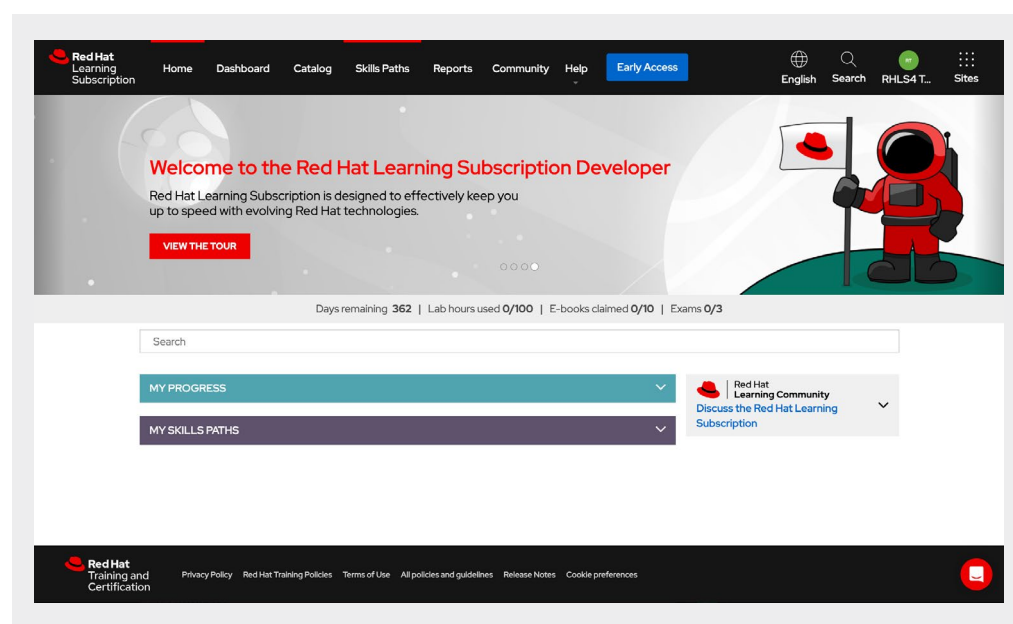 Red Hat
Learning
Subscription
Home Dashboard Catalog Skills Paths Reports Community Help Early Access
English Search RHLS4 T... Sites
Welcome to the Red Hat Learning Subscription Developer
Red Hat Learning Subscription is designed to effectively keep you
up to speed with evolving Red Hat technologies.
VIEW THE TOUR
Days remaining 362 | Lab hours used 0/100 | E-books claimed 0/10 | Exams 0/3
Search
MY PROGRESS
MY SKILLS PATHS
Red Hat
Learning Community
Discuss the Red Hat Learning
Subscription
Red Hat
Training and
Certification
Privacy Policy Red Hat Training Policies Terms of Use All policies and guidelines Release Notes Cookie preferences